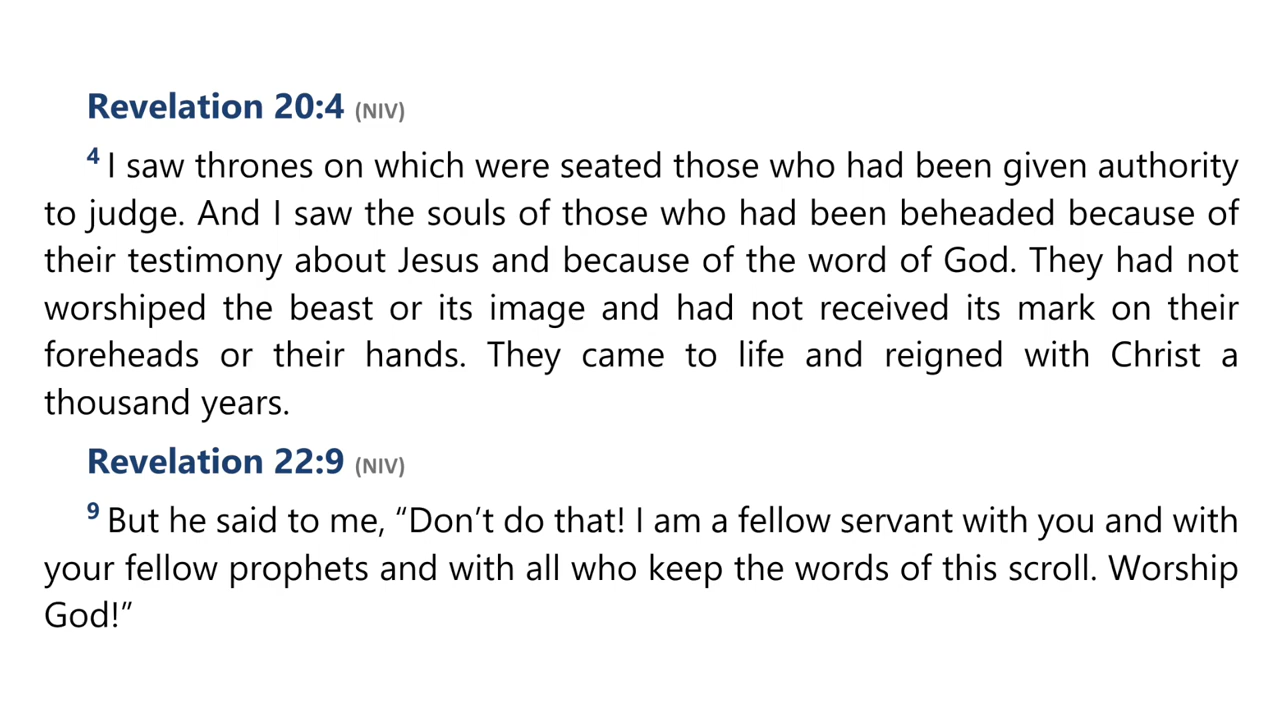 Revelation 20:4 (NIV)
4 I saw thrones on which were seated those who had been given authority
to judge. And I saw the souls of those who had been beheaded because of
their testimony about Jesus and because of the word of God. They had not
worshiped the beast or its image and had not received its mark on their
foreheads or their hands. They came to life and reigned with Christ a
thousand years.
Revelation 22:9 (NIV)
9 But he said to me, “Don’t do that! I am a fellow servant with you and with
your fellow prophets and with all who keep the words of this scroll. Worship
God!”